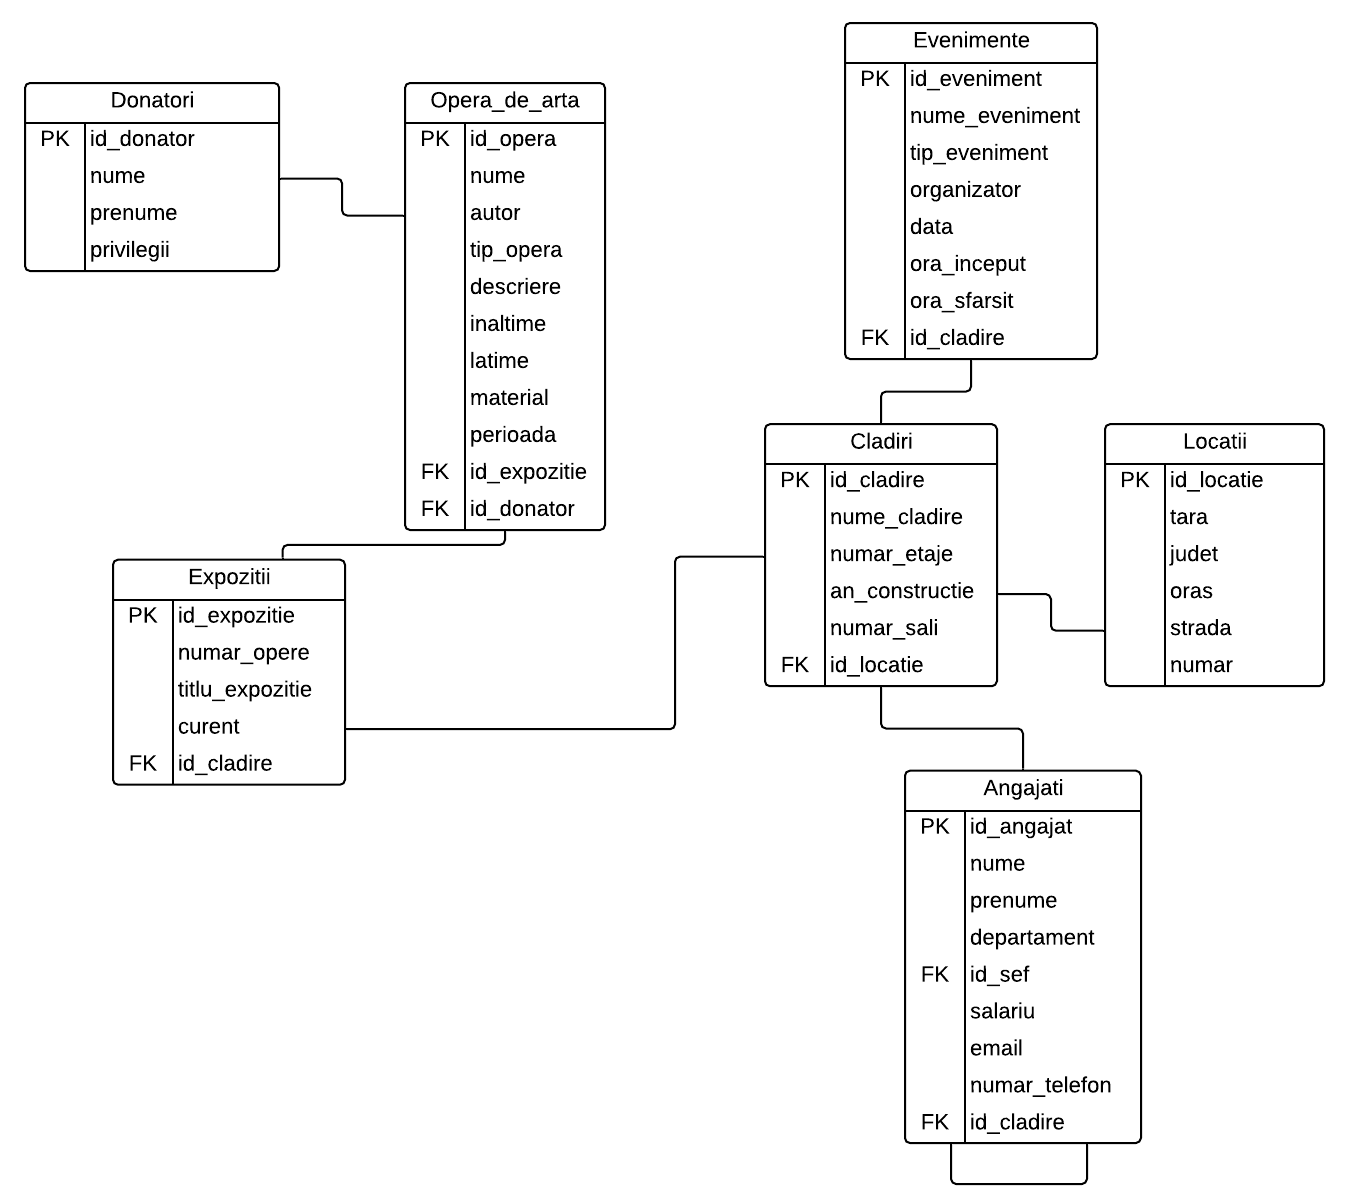 Donatori
PK id_donator
nume
prenume
privilegii
Opera_de_arta
PK id_opera
nume
autor
tip_opera
descriere
inaltime
latime
material
perioada
FK id_expozitie
FK id_donator
Evenimente
PK id_eveniment
nume_eveniment
tip_eveniment
organizator
data
ora_inceput
ora_sfarsit
FK id_cladire
Cladiri
PK id_cladire
nume_cladire
numar_etaje
an_constructie
numar_sali
FK id_locatie
Locatii
PK id_locatie
tara
judet
oras
strada
numar
Expozitii
PK id_expozitie
numar_opere
titlu_expozitie
curent
FK id_cladire
Angajati
PK id_angajat
nume
prenume
departament
FK id_sef
salariu
email
numar_telefon
FK id_cladire